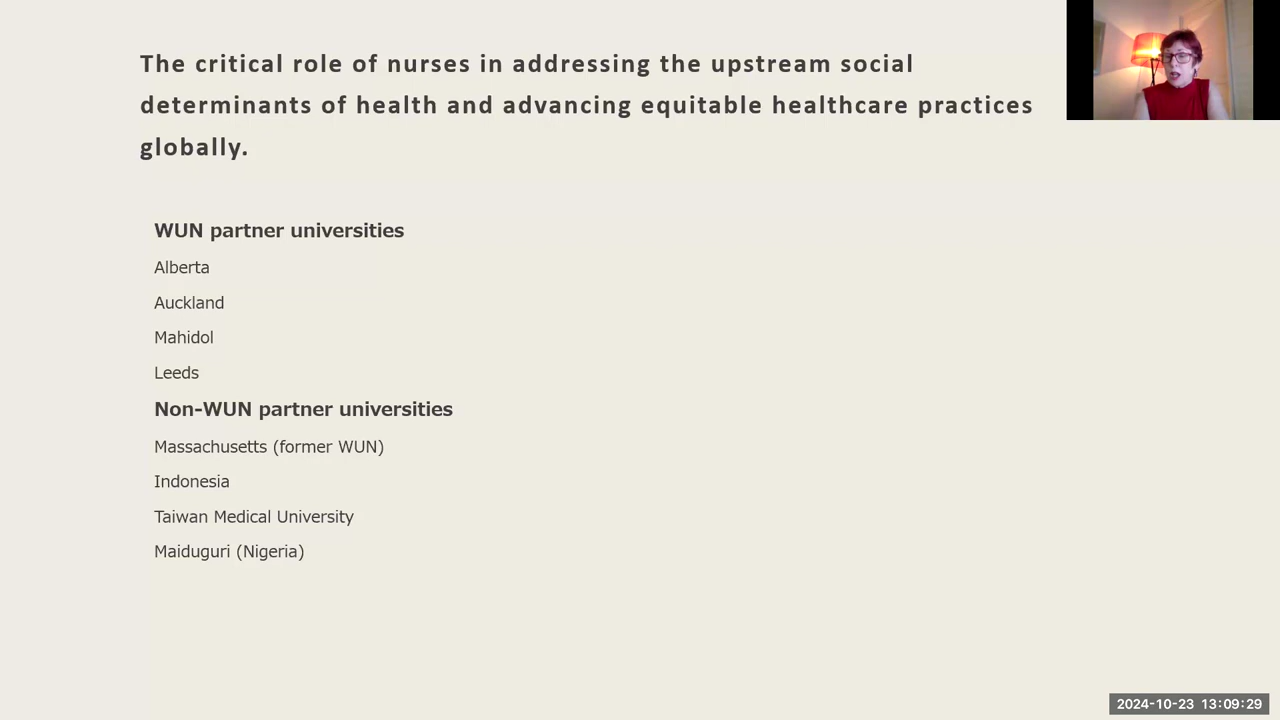 The critical role of nurses in addressing the upstream social
determinants of health and advancing equitable healthcare practices
globally.
WUN partner universities
Alberta
Auckland
Mahidol
Leeds
Non-WUN partner universities
Massachusetts (former WUN)
Indonesia
Taiwan Medical University
Maiduguri (Nigeria)
2024-10-23 13:09:29